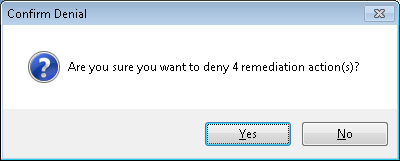 Confirm Denial
Are you sure you want to deny 4 remediation action(s)?
Yes
No